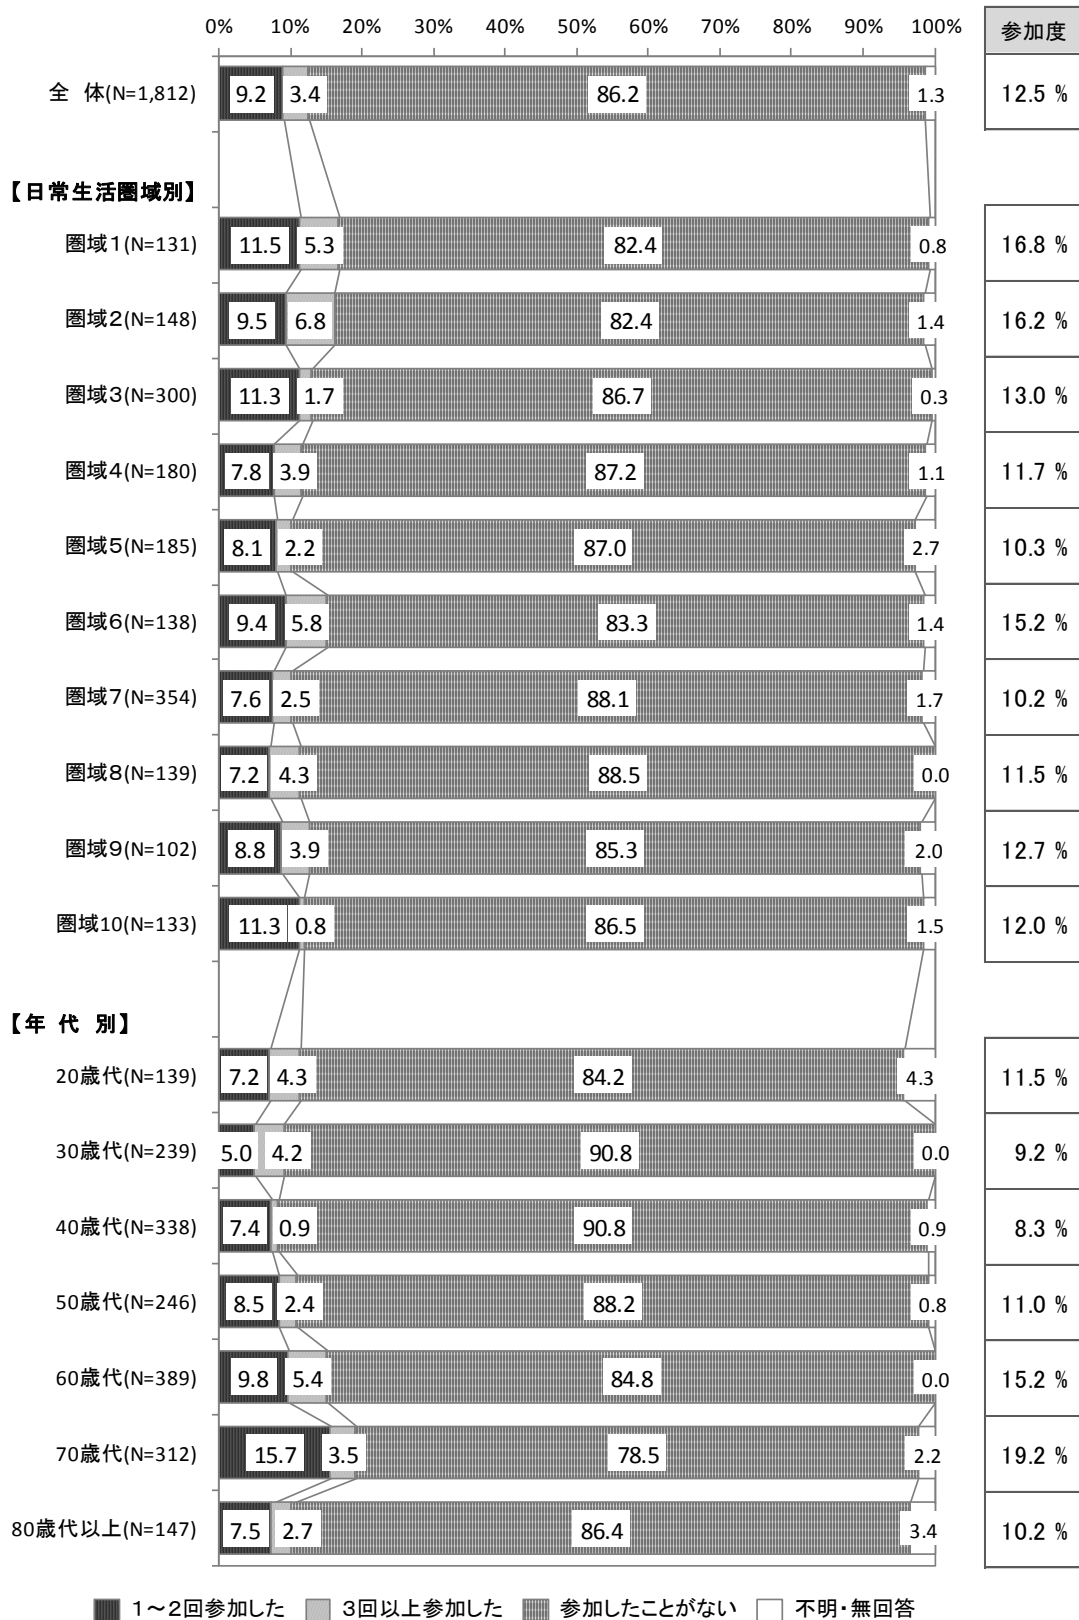 0% 10% 20% 30% 40% 50% 60% 70% 80% 90% 100% 参加度
全 体(N=1,812) 9.2 3.4 86.2 1.3 12.5 %
【日常生活圏域別】
圏域1(N=131) 11.5 5.3 82.4 0.8 16.8 %
圏域2(N=148) 9.5 6.8 82.4 1.4 16.2 %
圏域3(N=300) 11.3 1.7 86.7 0.3 13.0 %
圏域4(N=180) 7.8 3.9 87.2 1.1 11.7 %
圏域5(N=185) 8.1 2.2 87.0 2.7 10.3 %
圏域6(N=138) 9.4 5.8 83.3 1.4 15.2 %
圏域7(N=354) 7.6 2.5 88.1 1.7 10.2 %
圏域8(N=139) 7.2 4.3 88.5 0.0 11.5 %
圏域9(N=102) 8.8 3.9 85.3 2.0 12.7 %
圏域10(N=133) 11.3 0.8 86.5 1.5 12.0 %
【年 代 別】
20歳代(N=139) 7.2 4.3 84.2 4.3 11.5 %
30歳代(N=239) 5.0 4.2 90.8 0.0 9.2 %
40歳代(N=338) 7.4 0.9 90.8 0.9 8.3 %
50歳代(N=246) 8.5 2.4 88.2 0.8 11.0 %
60歳代(N=389) 9.8 5.4 84.8 0.0 15.2 %
70歳代(N=312) 15.7 3.5 78.5 2.2 19.2 %
80歳代以上(N=147) 7.5 2.7 86.4 3.4 10.2 %
1～2回参加した 3回以上参加した 参加したことがない 不明・無回答